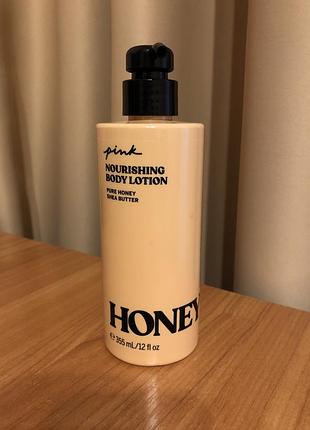 pink
NOURISHING
BODY LOTION
PURE HONEY
SHEA BUTTER
HONEY
℮ 355 mL/12 fl oz